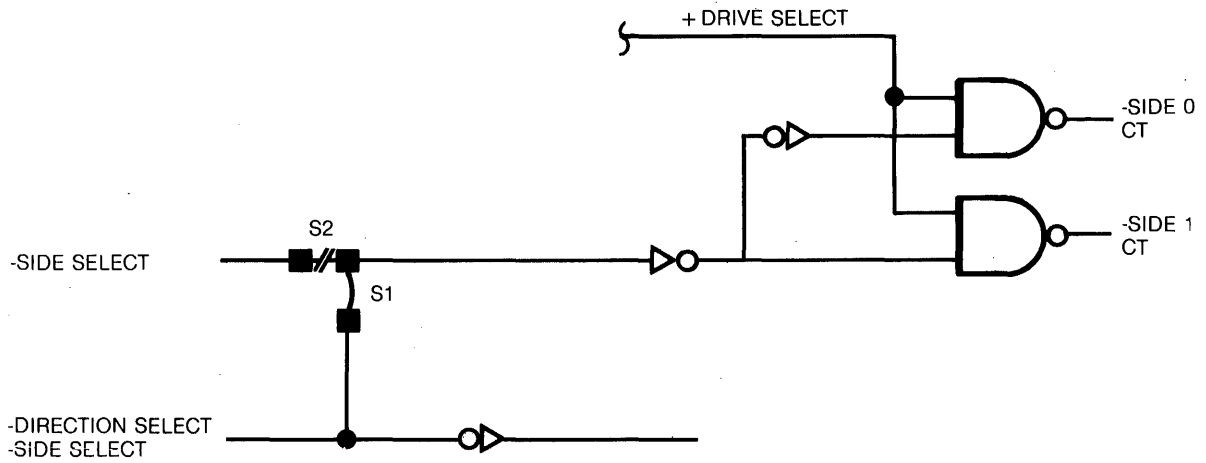 + DRIVE SELECT
-SIDE 0
CT
S2
-SIDE 1
CT
-SIDE SELECT
S1
-DIRECTION SELECT
-SIDE SELECT